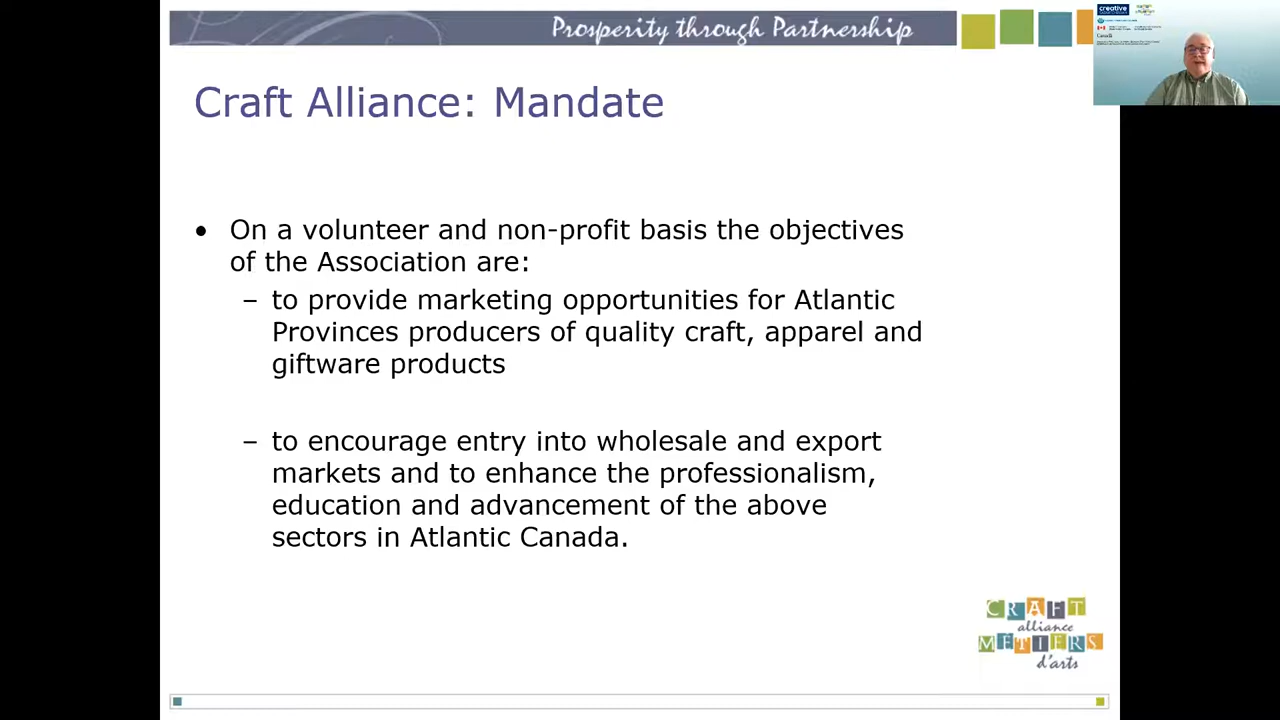 Prosperity through Partnership
creative
Canada
Craft Alliance: Mandate
• On a volunteer and non-profit basis the objectives
of the Association are:
– to provide marketing opportunities for Atlantic
Provinces producers of quality craft, apparel and
giftware products
– to encourage entry into wholesale and export
markets and to enhance the professionalism,
education and advancement of the above
sectors in Atlantic Canada.
CRAFT
alliance
METIERS
d'arts